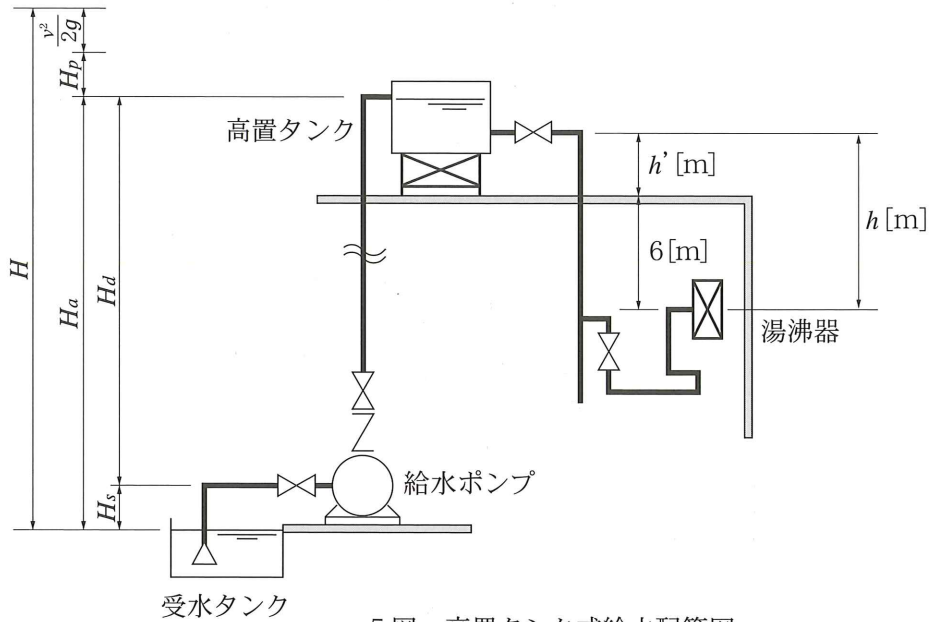 v²/2g
Hp
H
Ha
Hd
Hs
高置タンク
h'[m]
h[m]
6[m]
湯沸器
給水ポンプ
受水タンク